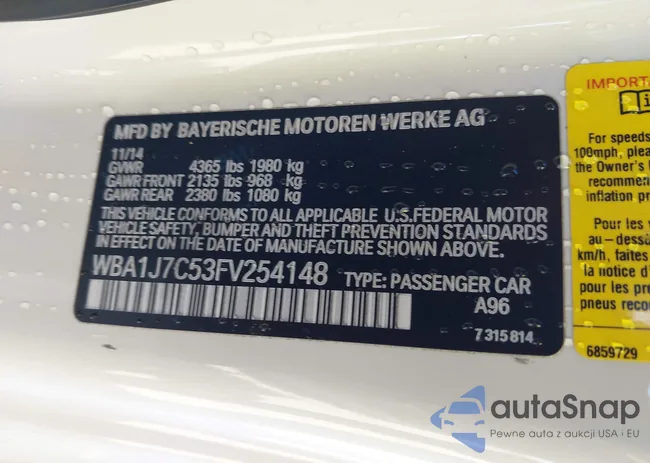 MFD BY BAYERISCHE MOTOREN WERKE AG
11/14
GVWR 4365 lbs 1980 kg
GAWR FRONT 2135 lbs 968 kg
GAWR REAR 2380 lbs 1080 kg
THIS VEHICLE CONFORMS TO ALL APPLICABLE U.S.FEDERAL MOTOR
VEHICLE SAFETY, BUMPER AND THEFT PREVENTION STANDARDS
IN EFFECT ON THE DATE OF MANUFACTURE SHOWN ABOVE.
WBA1J7C53FV254148 TYPE: PASSENGER CAR
A96
7 315 814
IMPORTA
For speeds
100mph, plea
the Owner's
recommen
inflation pr
Pour les
au-dessu
km/h, faites
la notice d
pour les p
pneus reco
6859729
autaSnap
Pewne auta z aukcji USA i EU